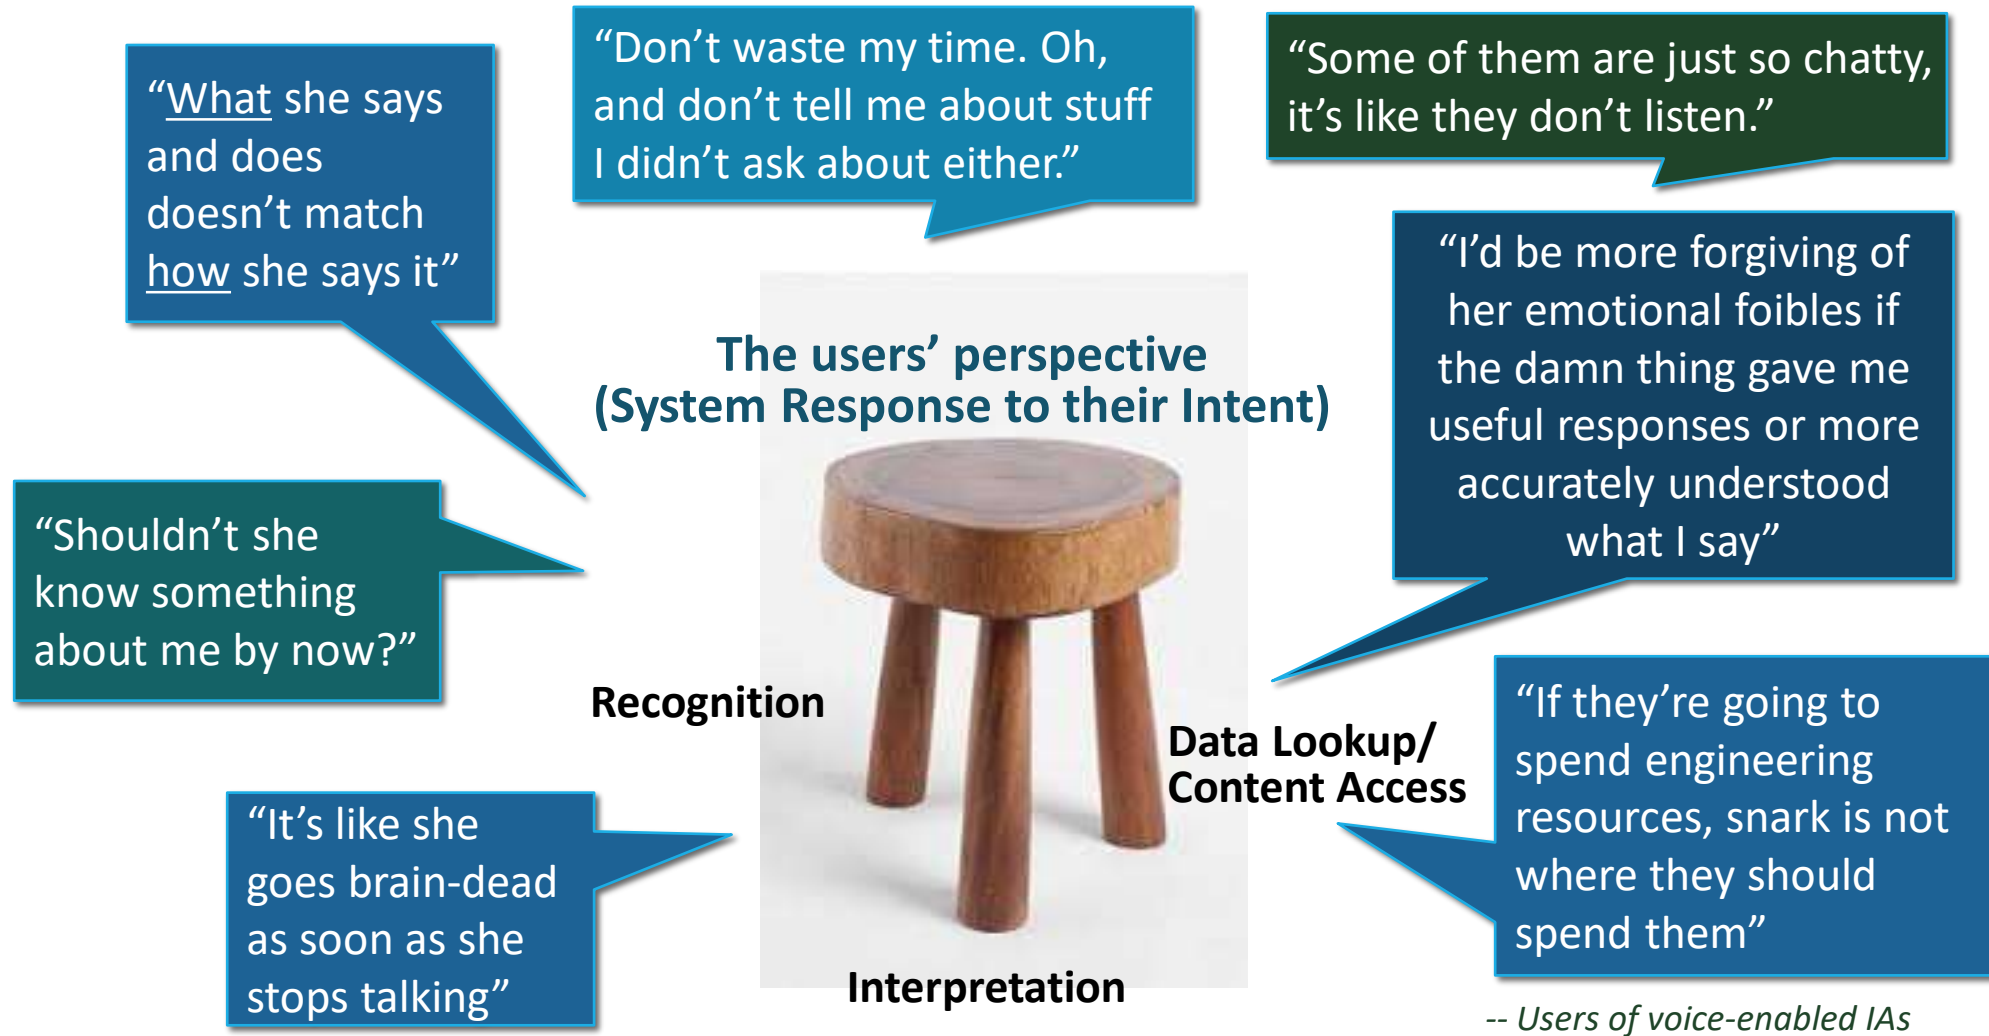 “What she says
and does
doesn’t match
how she says it”
“Don’t waste my time. Oh,
and don’t tell me about stuff
I didn’t ask about either.”
“Some of them are just so chatty,
it’s like they don’t listen.”
“I’d be more forgiving of
her emotional foibles if
the damn thing gave me
useful responses or more
accurately understood
what I say”
The users’ perspective
(System Response to their Intent)
“Shouldn’t she
know something
about me by now?”
Recognition
Data Lookup/
Content Access
“If they’re going to
spend engineering
resources, snark is not
where they should
spend them”
“It’s like she
goes brain-dead
as soon as she
stops talking”
Interpretation
-- Users of voice-enabled IAs